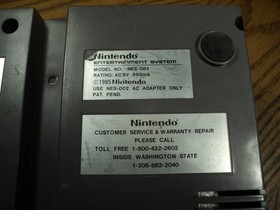 Nintendo
ENTERTAINMENT SYSTEM
MODEL NO. NES-001
RATING: AC9V 850MA
©1985 Nintendo
USE NES-002 AC ADAPTER ONLY
PAT. PEND.
Nintendo
CUSTOMER SERVICE & WARRANTY REPAIR
PLEASE CALL
TOLL FREE 1-800-422-2602
INSIDE WASHINGTON STATE
1-206-882-2040